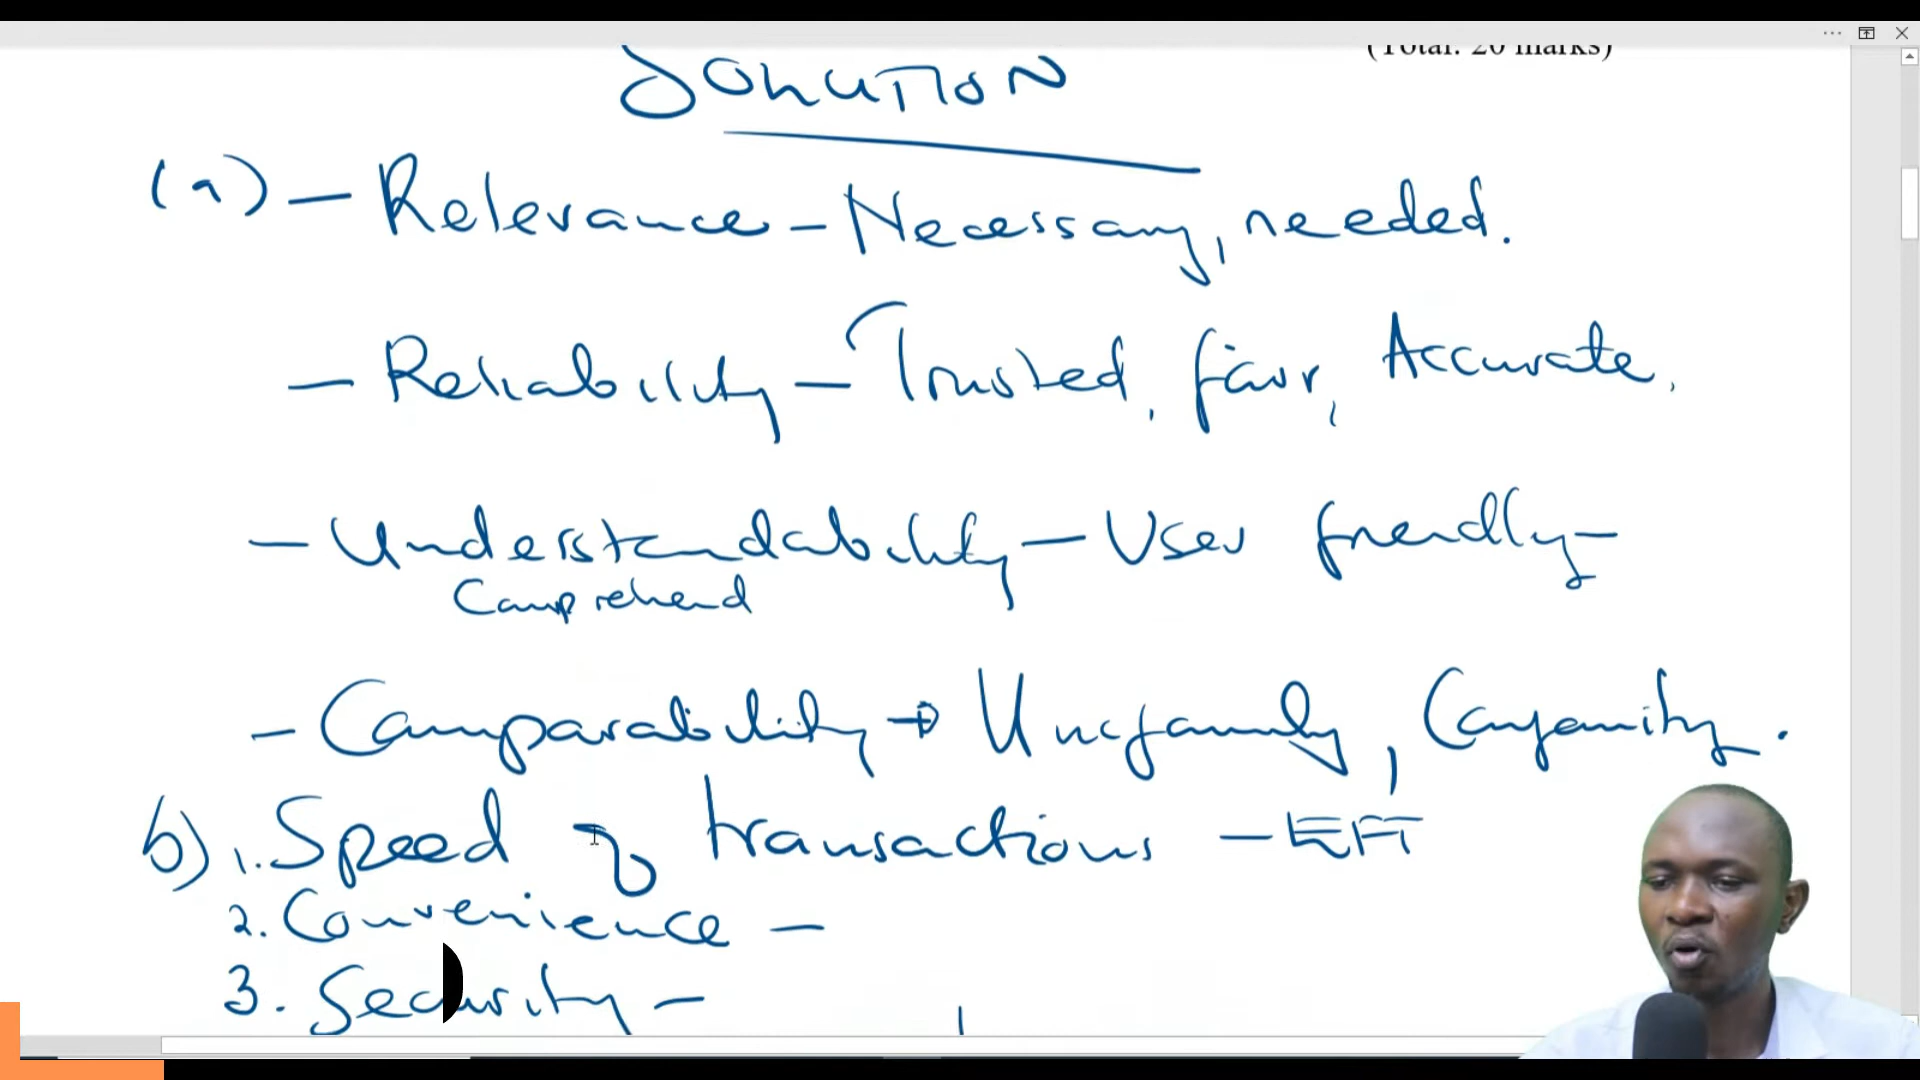 (Total: 20 marks)
SOLUTION
(a) – Relevance – Necessary, needed.
– Reliability – Trusted, fair, Accurate.
– Understandability – User friendly –
Comprehend
– Comparability → Uniformity, Conformity.
b) 1. Speed of transactions – EFT
2. Convenience –
3. Security –